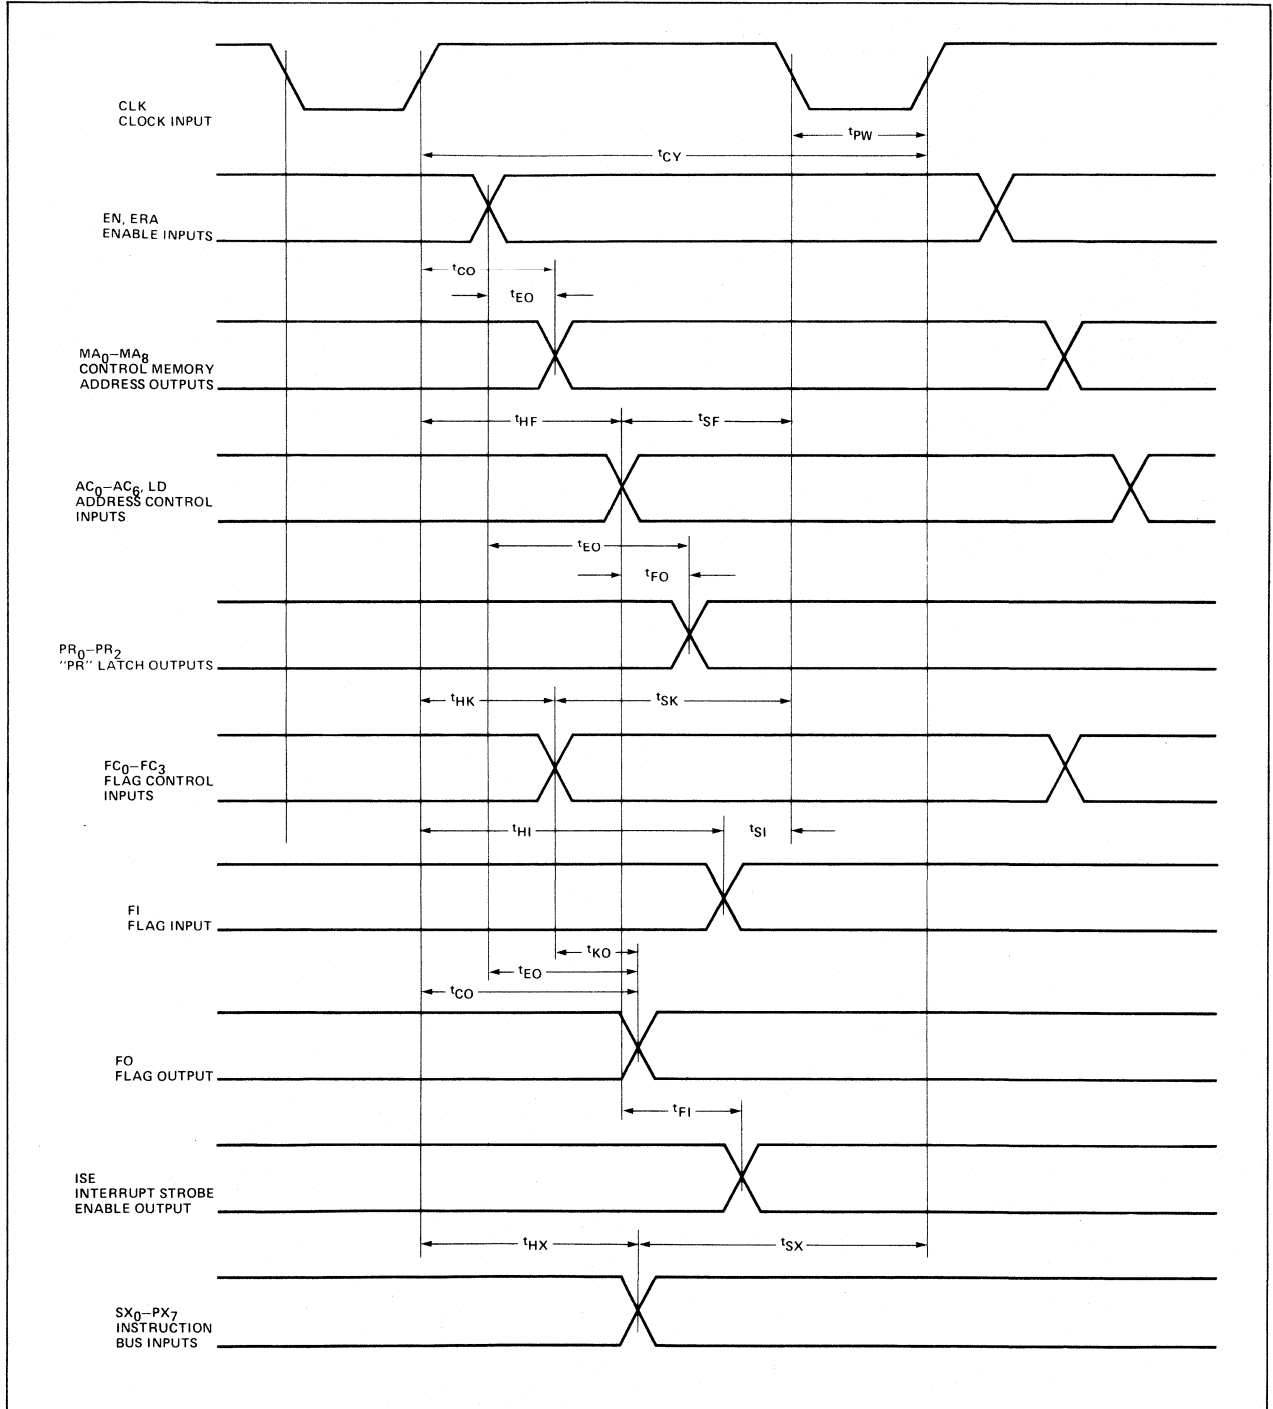 CLK
CLOCK INPUT
tPW
tCY
EN, ERA
ENABLE INPUTS
tCO
tEO
MA0–MA8
CONTROL MEMORY
ADDRESS OUTPUTS
tHF
tSF
AC0–AC6, LD
ADDRESS CONTROL
INPUTS
tEO
tFO
PR0–PR2
"PR" LATCH OUTPUTS
tHK
tSK
FC0–FC3
FLAG CONTROL
INPUTS
tHI
tSI
FI
FLAG INPUT
tKO
tEO
tCO
FO
FLAG OUTPUT
tFI
ISE
INTERRUPT STROBE
ENABLE OUTPUT
tHX
tSX
SX0–PX7
INSTRUCTION
BUS INPUTS